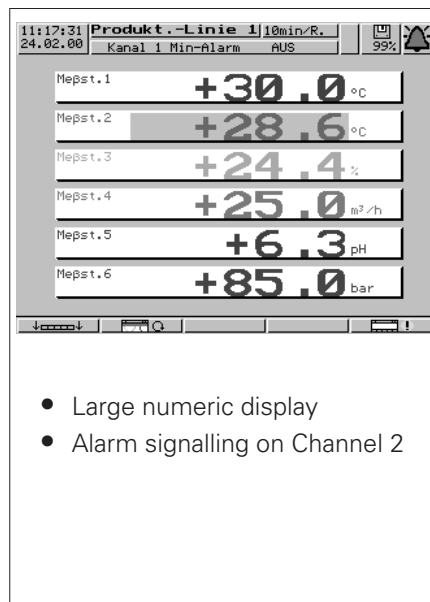 11:17:31 Produkt.-Linie 1 10min/R.
24.02.00 Kanal 1 Min-Alarm AUS 99%
Meßst.1 +30.0 °C
Meßst.2 +28.6 °C
Meßst.3 +24.4 %
Meßst.4 +25.0 m³/h
Meßst.5 +6.3 pH
Meßst.6 +85.0 bar
!
• Large numeric display
• Alarm signalling on Channel 2